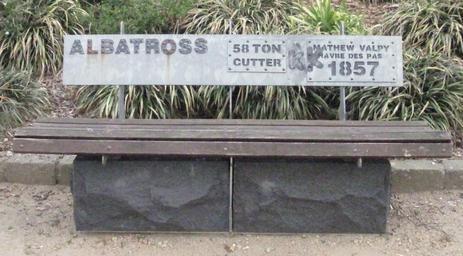 ALBATROSS
58 TON
CUTTER
MATHEW VALPY
HAVRE DES PAS
1857